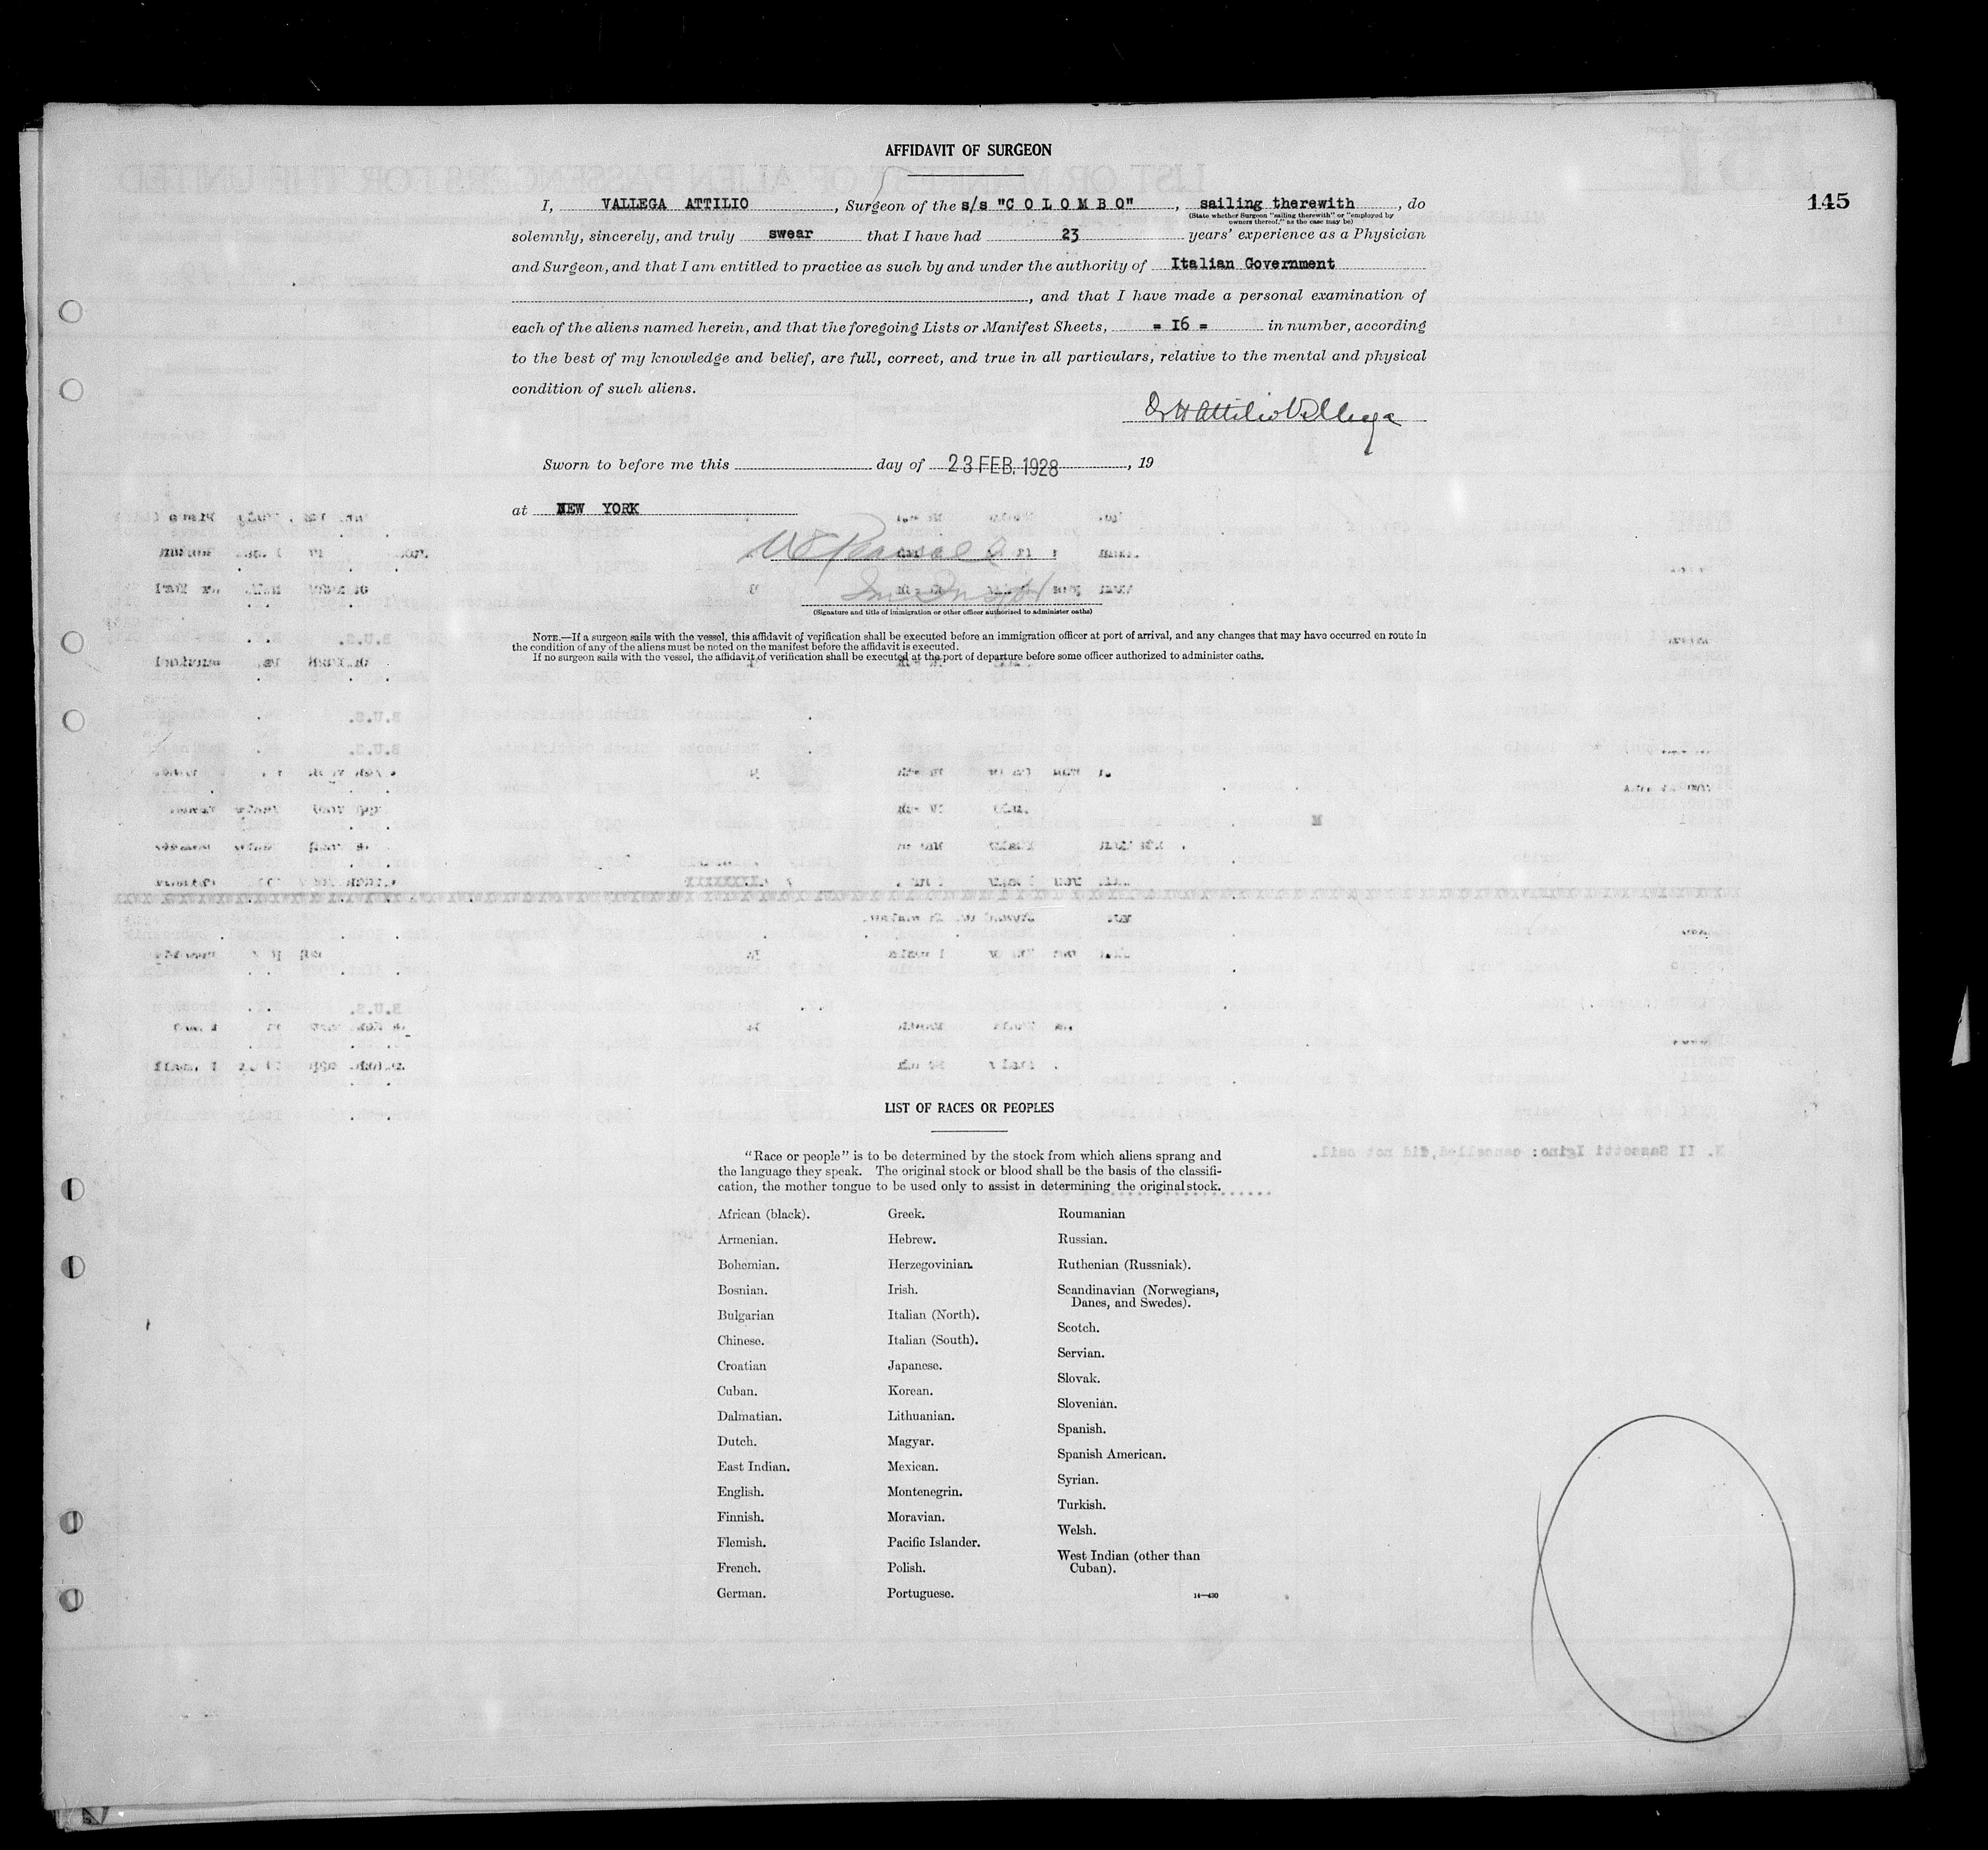 AFFIDAVIT OF SURGEON
145
I, VALLEGA ATTILIO, Surgeon of the s/s "C O L O M B O", sailing therewith, do
(State whether Surgeon "sailing therewith" or "employed by
owners thereof," as the case may be)
solemnly, sincerely, and truly swear that I have had 23 years' experience as a Physician
and Surgeon, and that I am entitled to practice as such by and under the authority of Italian Government
, and that I have made a personal examination of
each of the aliens named herein, and that the foregoing Lists or Manifest Sheets, = I6 = in number, according
to the best of my knowledge and belief, are full, correct, and true in all particulars, relative to the mental and physical
condition of such aliens.
Attilio Vallega
Sworn to before me this day of 23 FEB. 1928, 19
at NEW YORK
(Signature and title of immigration or other officer authorized to administer oaths)
NOTE.—If a surgeon sails with the vessel, this affidavit of verification shall be executed before an immigration officer at port of arrival, and any changes that may have occurred en route in
the condition of any of the aliens must be noted on the manifest before the affidavit is executed.
If no surgeon sails with the vessel, the affidavit of verification shall be executed at the port of departure before some officer authorized to administer oaths.
LIST OF RACES OR PEOPLES
"Race or people" is to be determined by the stock from which aliens sprang and
the language they speak. The original stock or blood shall be the basis of the classifi-
cation, the mother tongue to be used only to assist in determining the original stock.
African (black).
Armenian.
Bohemian.
Bosnian.
Bulgarian
Chinese.
Croatian
Cuban.
Dalmatian.
Dutch.
East Indian.
English.
Finnish.
Flemish.
French.
German.
Greek.
Hebrew.
Herzegovinian.
Irish.
Italian (North).
Italian (South).
Japanese.
Korean.
Lithuanian.
Magyar.
Mexican.
Montenegrin.
Moravian.
Pacific Islander.
Polish.
Portuguese.
Roumanian
Russian.
Ruthenian (Russniak).
Scandinavian (Norwegians,
Danes, and Swedes).
Scotch.
Servian.
Slovak.
Slovenian.
Spanish.
Spanish American.
Syrian.
Turkish.
Welsh.
West Indian (other than
Cuban).
14—430